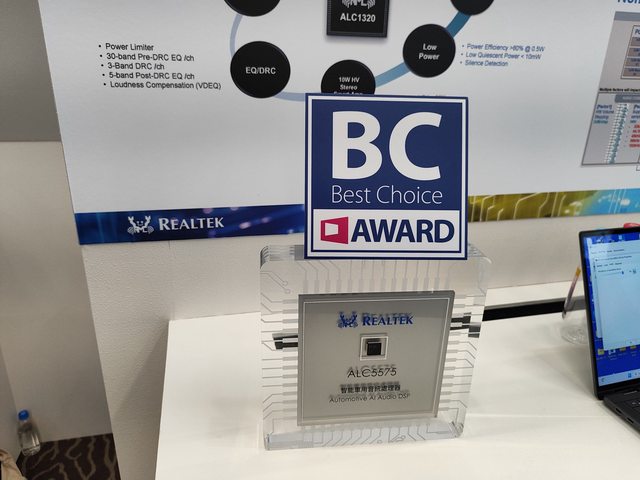 ALC1320
• Power Limiter
• 30-band Pre-DRC EQ /ch
• 3-Band DRC /ch
• 5-band Post-DRC EQ /ch
• Loudness Compensation (VDEQ)
EQ/DRC
10W HV
Stereo
Low
Power
• Power Efficiency >80% @ 0.5W
• Low Quiescent Power < 10mW
• Silence Detection
REALTEK
BC
Best Choice
AWARD
REALTEK
ALC5575
智能車用音訊處理器
Automotive AI Audio DSP